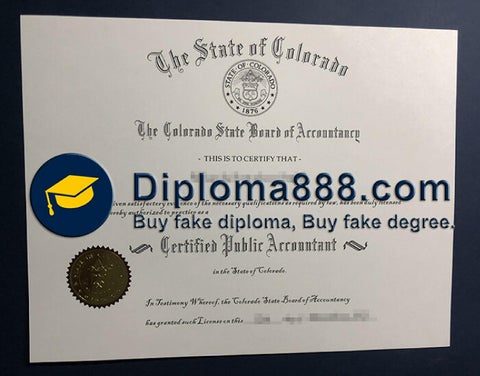 The State of Colorado
STATE OF COLORADO
1876
The Colorado State Board of Accountancy
- THIS IS TO CERTIFY THAT -
Diploma888.com
given satisfactory evidence of the necessary qualifications as required by law, has been duly licensed
hereby authorized to practice as a
Buy fake diploma, Buy fake degree.
Certified Public Accountant
in the State of Colorado.
In Testimony Whereof, the Colorado State Board of Accountancy
has granted such License on this